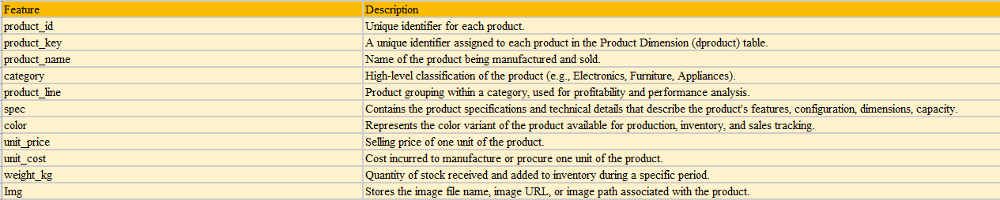 Feature Description
product_id Unique identifier for each product.
product_key A unique identifier assigned to each product in the Product Dimension (dproduct) table.
product_name Name of the product being manufactured and sold.
category High-level classification of the product (e.g., Electronics, Furniture, Appliances).
product_line Product grouping within a category, used for profitability and performance analysis.
spec Contains the product specifications and technical details that describe the product's features, configuration, dimensions, capacity.
color Represents the color variant of the product available for production, inventory, and sales tracking.
unit_price Selling price of one unit of the product.
unit_cost Cost incurred to manufacture or procure one unit of the product.
weight_kg Quantity of stock received and added to inventory during a specific period.
Img Stores the image file name, image URL, or image path associated with the product.